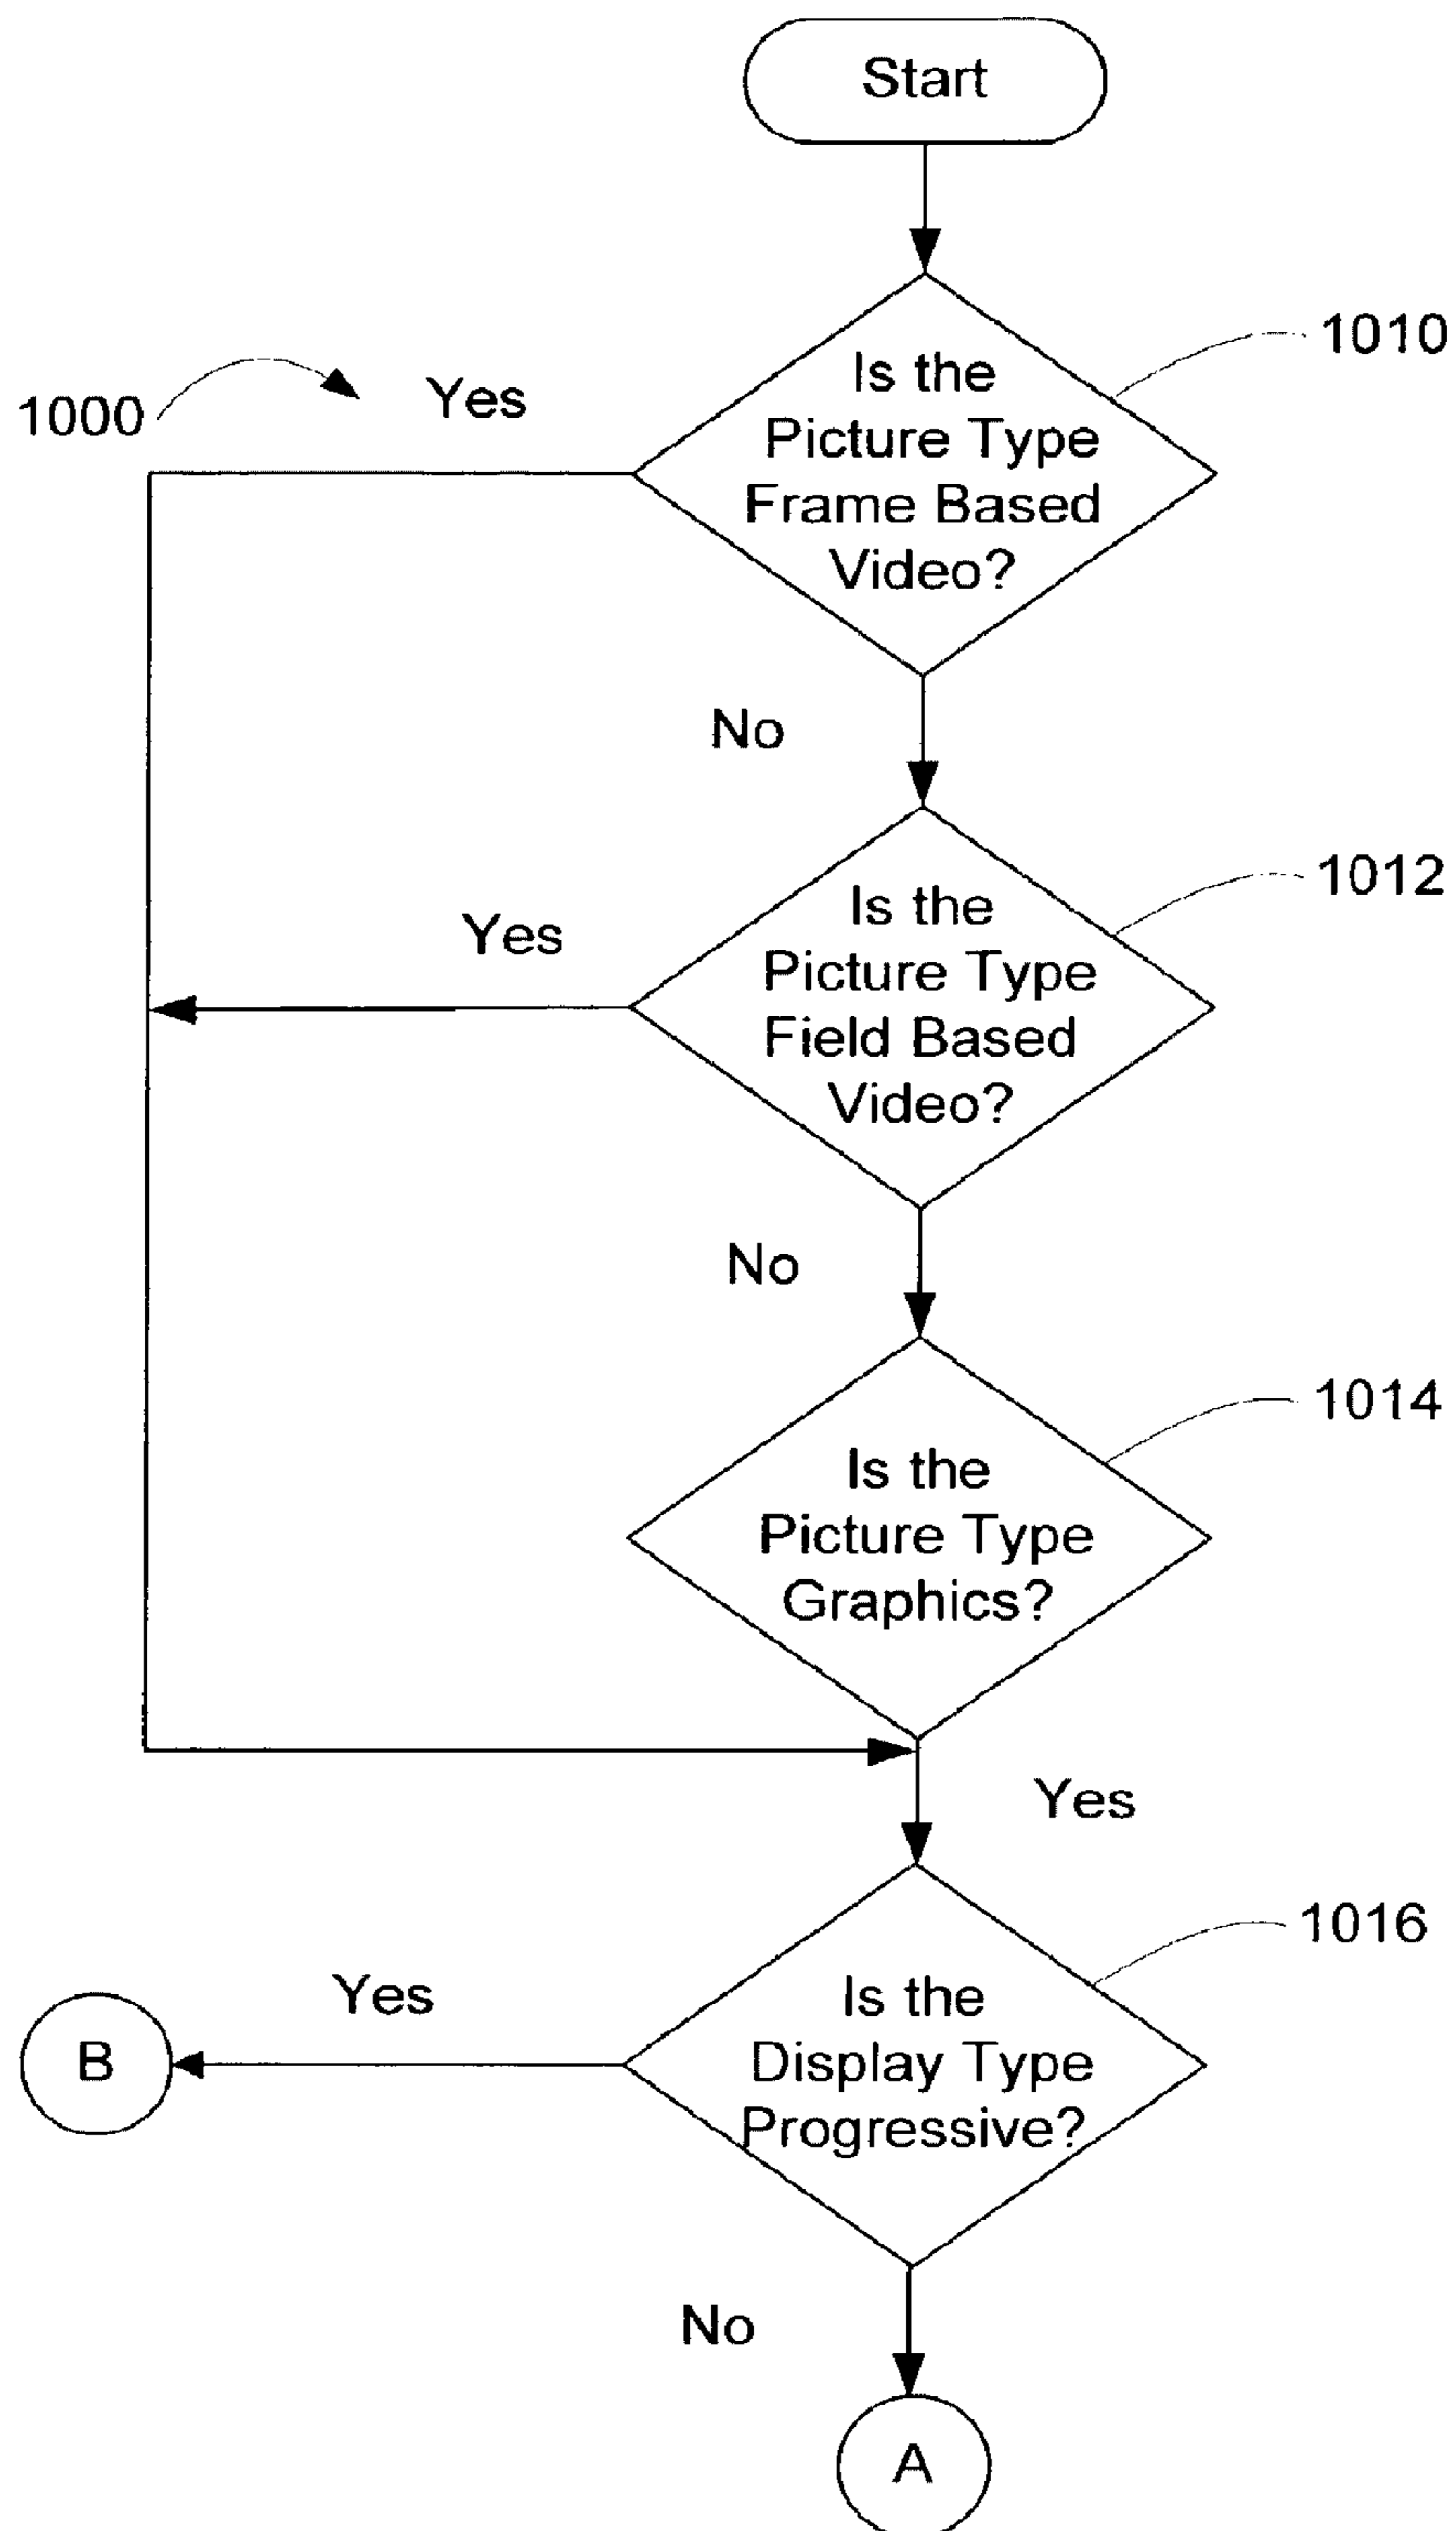 Start
1010
Is the
Picture Type
Frame Based
Video?
1000
Yes
No
1012
Is the
Picture Type
Field Based
Video?
Yes
No
1014
Is the
Picture Type
Graphics?
Yes
1016
Is the
Display Type
Progressive?
Yes
B
No
A